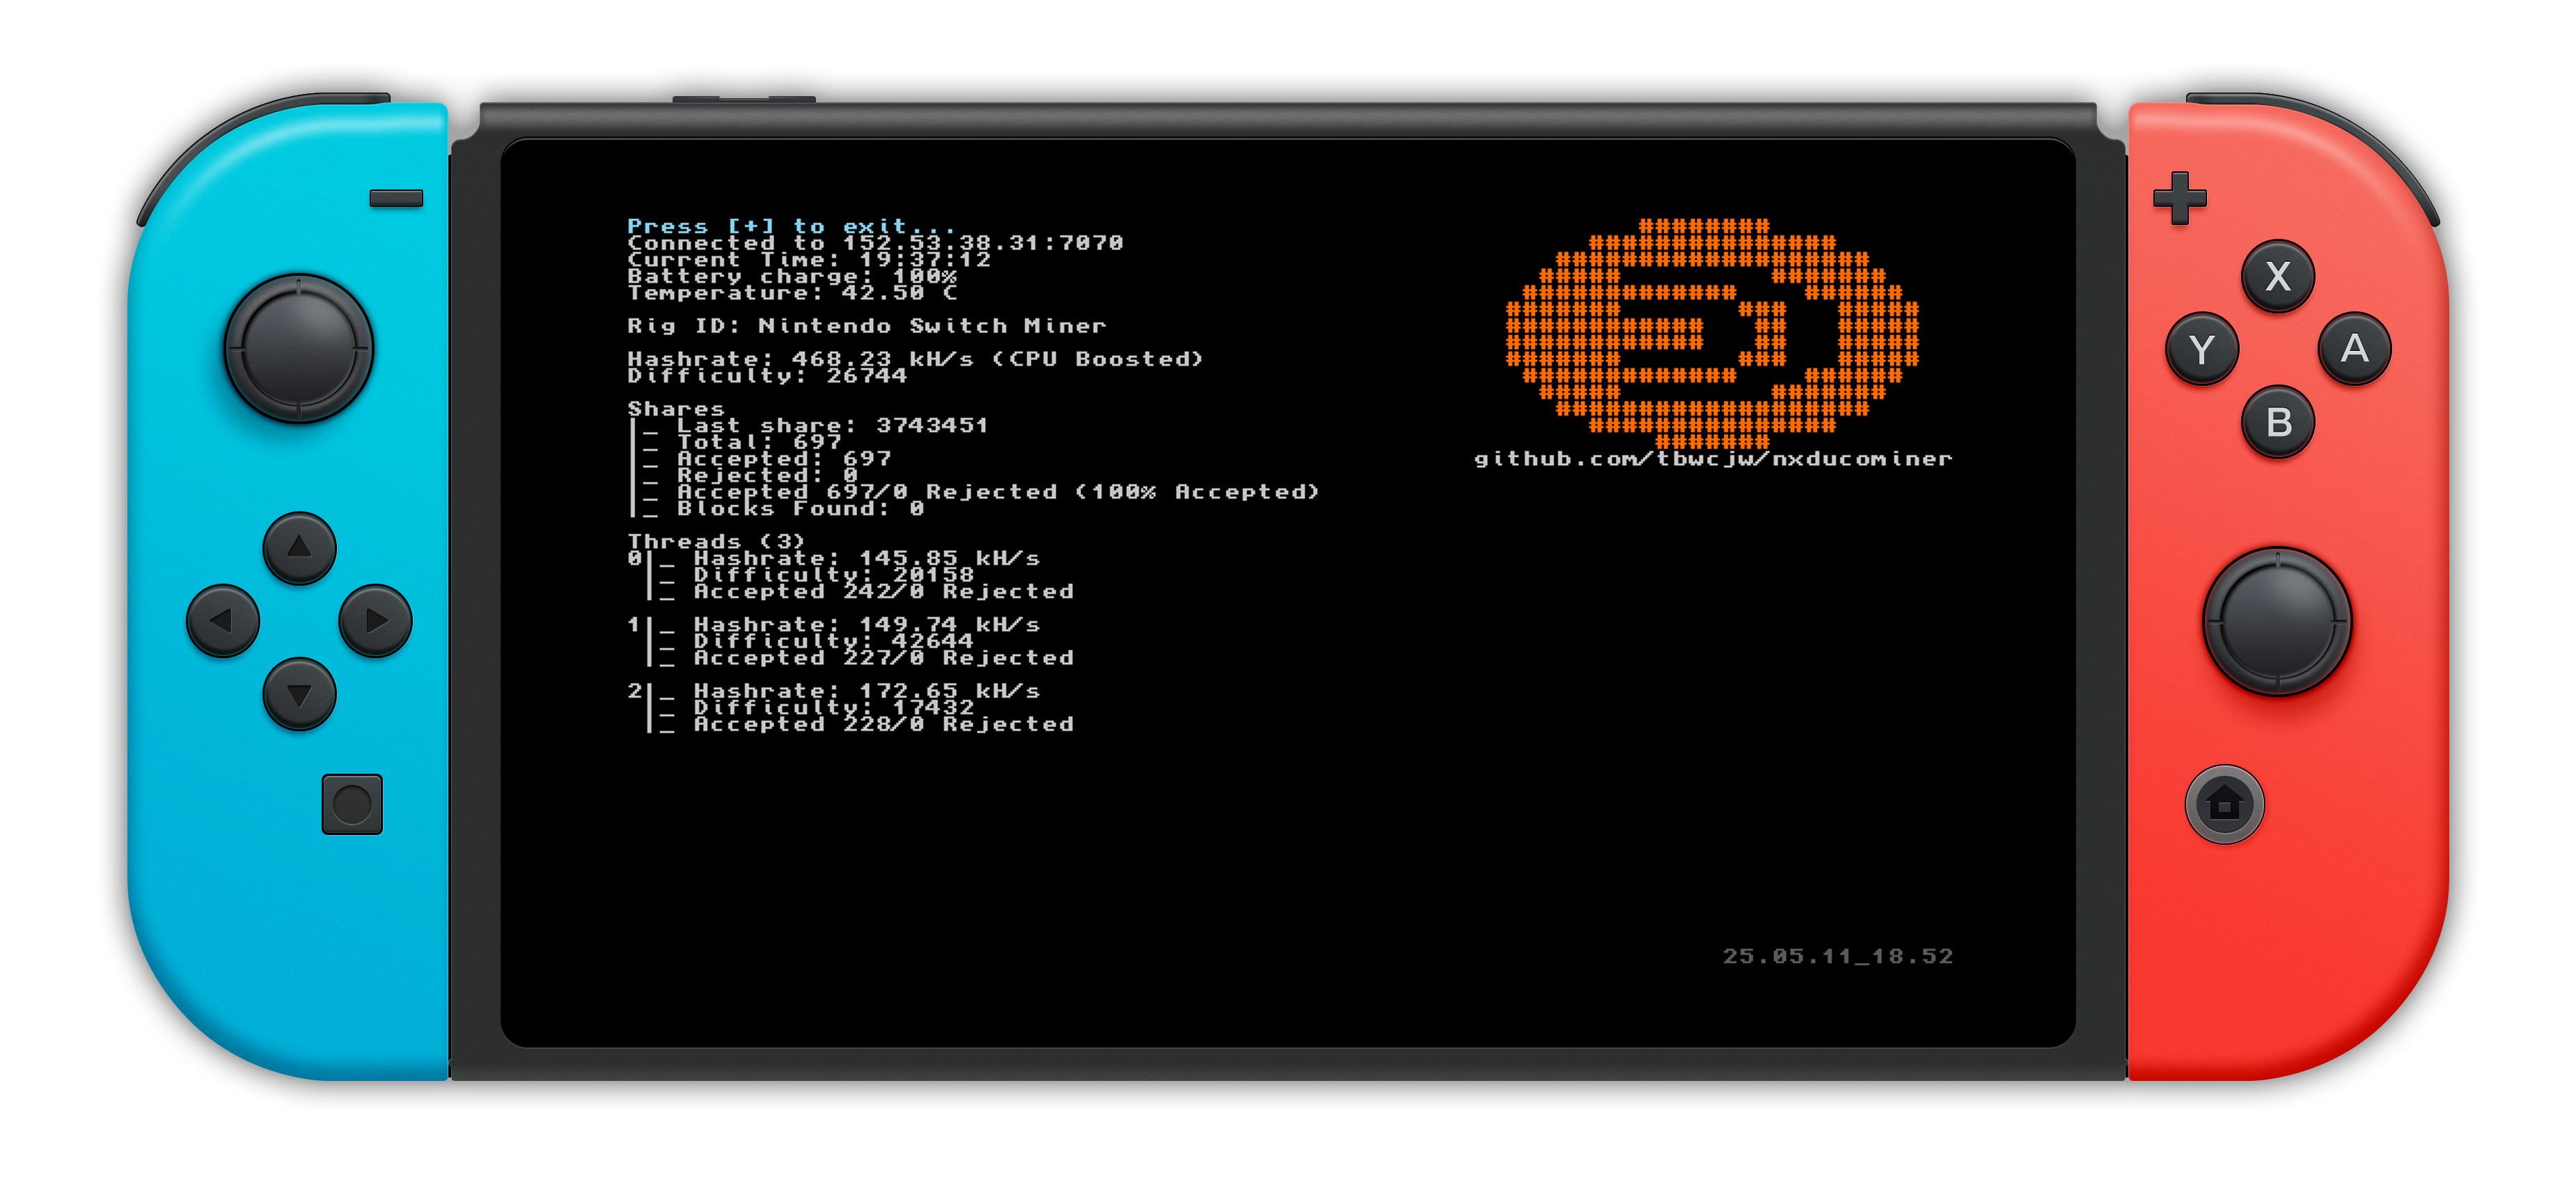 Press [+] to exit...
Connected to 152.53.38.31:7070
Current Time: 19:37:12
Battery charge: 100%
Temperature: 42.50 C
Rig ID: Nintendo Switch Miner
Hashrate: 468.23 kH/s (CPU Boosted)
Difficulty: 26744
Shares
|_ Last share: 3743451
|_ Total: 697
|_ Accepted: 697
|_ Rejected: 0
|_ Accepted 697/0 Rejected (100% Accepted)
|_ Blocks Found: 0
Threads (3)
0|_ Hashrate: 145.85 kH/s
|_ Difficulty: 20158
|_ Accepted 242/0 Rejected
1|_ Hashrate: 149.74 kH/s
|_ Difficulty: 42644
|_ Accepted 227/0 Rejected
2|_ Hashrate: 172.65 kH/s
|_ Difficulty: 17432
|_ Accepted 228/0 Rejected
github.com/tbwcjw/nxducominer
25.05.11_18.52
X
Y
A
B